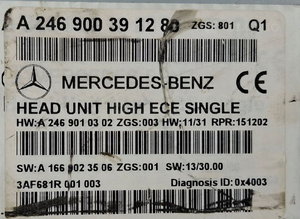 A 246 900 39 12 80 ZGS: 801 Q1
MERCEDES-BENZ CE
HEAD UNIT HIGH ECE SINGLE
HW:A 246 901 03 02 ZGS:003 HW:11/31 RPR:151202
SW:A 166 902 35 06 ZGS:001 SW:13/30.00
3AF681R 001 003 Diagnosis ID:0x4003